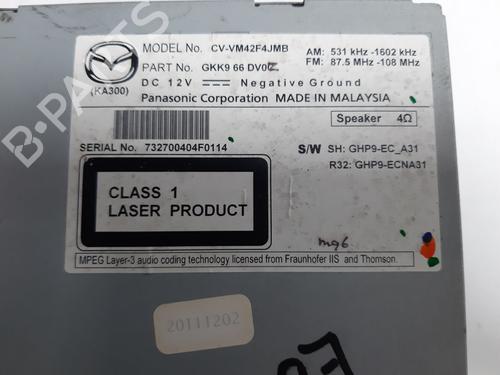 MODEL No. CV-VM42F4JMB
AM: 531 kHz -1602 kHz
(KA300)
PART No. GKK9 66 DV0
FM: 87.5 MHz -108 MHz
DC 12V Negative Ground
Panasonic Corporation MADE IN MALAYSIA
Speaker 4Ω
SERIAL No. 732700404F0114
S/W SH: GHP9-EC_A31
R32: GHP9-ECNA31
CLASS 1
LASER PRODUCT
mg6
MPEG Layer-3 audio coding technology licensed from Fraunhofer IIS and Thomson.
20111202
B-PARTS